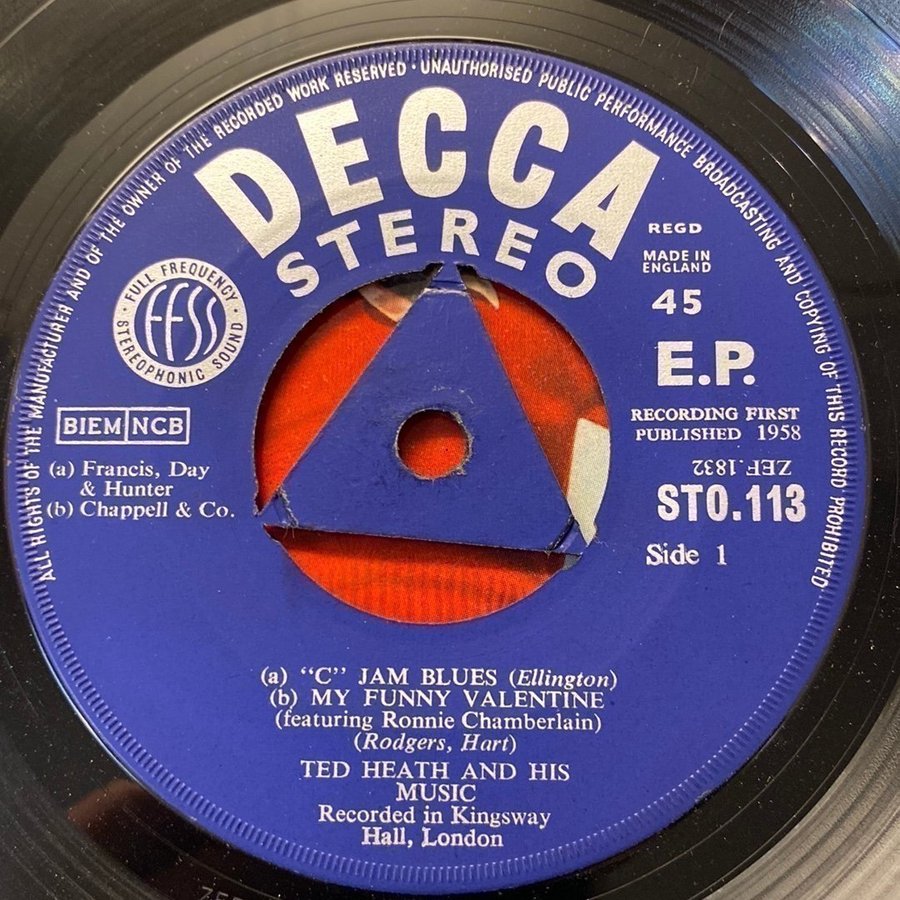 ALL RIGHTS OF THE MANUFACTURER AND OF THE OWNER OF THE RECORDED WORK RESERVED · UNAUTHORISED PUBLIC PERFORMANCE BROADCASTING AND COPYING OF THIS RECORD PROHIBITED
DECCA
STEREO
REGD
MADE IN
ENGLAND
45
E.P.
RECORDING FIRST
PUBLISHED 1958
ZEF.1832
STO.113
Side 1
FULL FREQUENCY
FFSS
STEREOPHONIC SOUND
BIEM NCB
(a) Francis, Day
& Hunter
(b) Chappell & Co.
(a) "C" JAM BLUES (Ellington)
(b) MY FUNNY VALENTINE
(featuring Ronnie Chamberlain)
(Rodgers, Hart)
TED HEATH AND HIS
MUSIC
Recorded in Kingsway
Hall, London